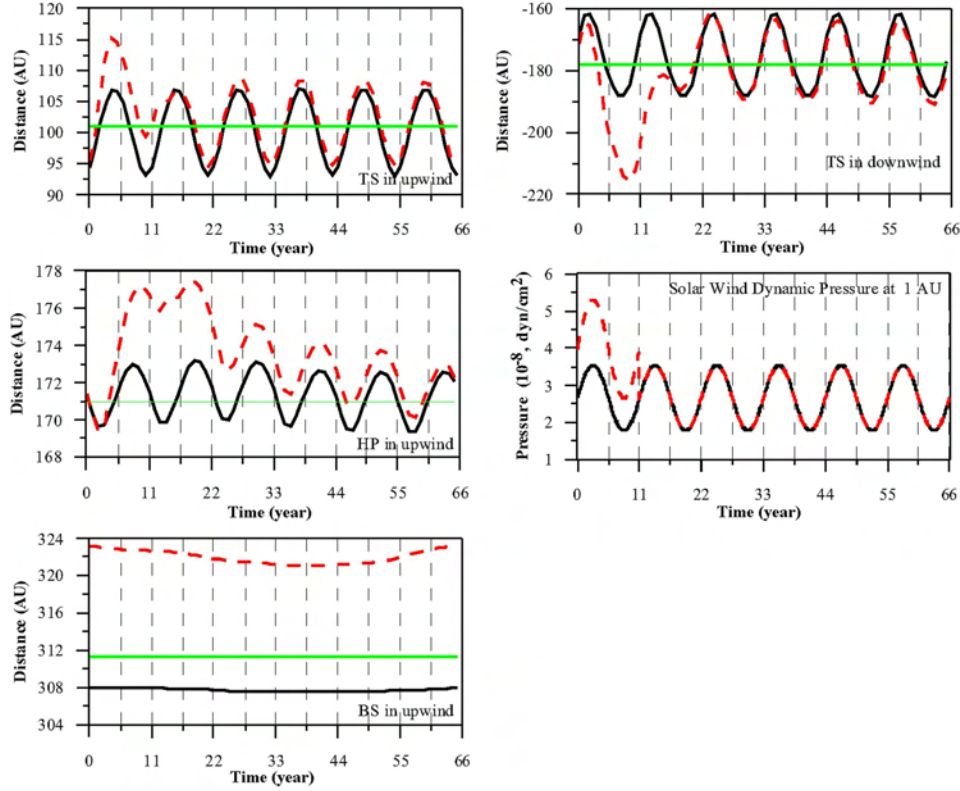 120
115
110
105
100
95
90
Distance (AU)
TS in upwind
0 11 22 33 44 55 66
Time (year)
-160
-180
-200
-220
Distance (AU)
TS in downwind
0 11 22 33 44 55 66
Time (year)
178
176
174
172
170
168
Distance (AU)
HP in upwind
0 11 22 33 44 55 66
Time (year)
6
5
4
3
2
1
Pressure (10⁻⁸, dyn/cm²)
Solar Wind Dynamic Pressure at 1 AU
0 11 22 33 44 55 66
Time (year)
324
320
316
312
308
304
Distance (AU)
BS in upwind
0 11 22 33 44 55 66
Time (year)